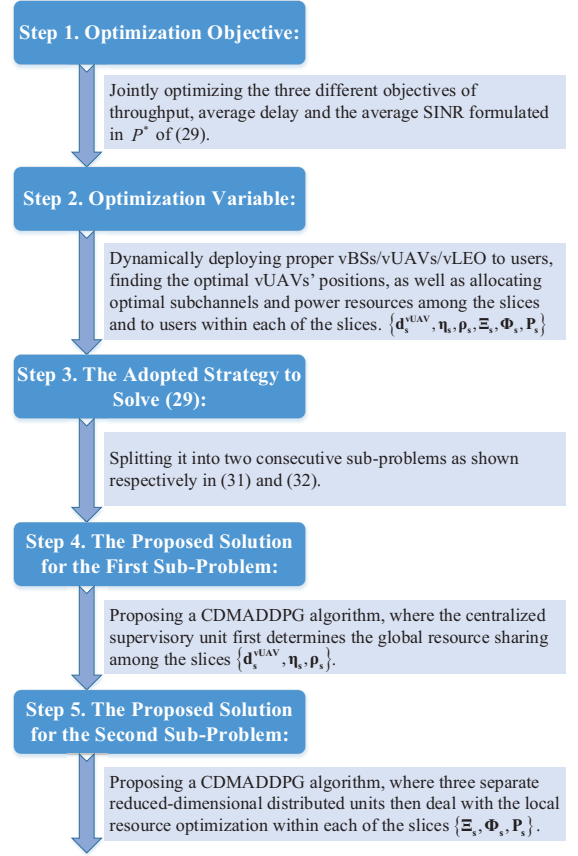 Step 1. Optimization Objective:
Jointly optimizing the three different objectives of
throughput, average delay and the average SINR formulated
in P* of (29).
Step 2. Optimization Variable:
Dynamically deploying proper vBSs/vUAVs/vLEO to users,
finding the optimal vUAVs' positions, as well as allocating
optimal subchannels and power resources among the slices
and to users within each of the slices. {d_s^vUAV, η_s, ρ_s, Ξ_s, Φ_s, P_s}
Step 3. The Adopted Strategy to
Solve (29):
Splitting it into two consecutive sub-problems as shown
respectively in (31) and (32).
Step 4. The Proposed Solution
for the First Sub-Problem:
Proposing a CDMADDPG algorithm, where the centralized
supervisory unit first determines the global resource sharing
among the slices {d_s^vUAV, η_s, ρ_s}.
Step 5. The Proposed Solution
for the Second Sub-Problem:
Proposing a CDMADDPG algorithm, where three separate
reduced-dimensional distributed units then deal with the local
resource optimization within each of the slices {Ξ_s, Φ_s, P_s}.